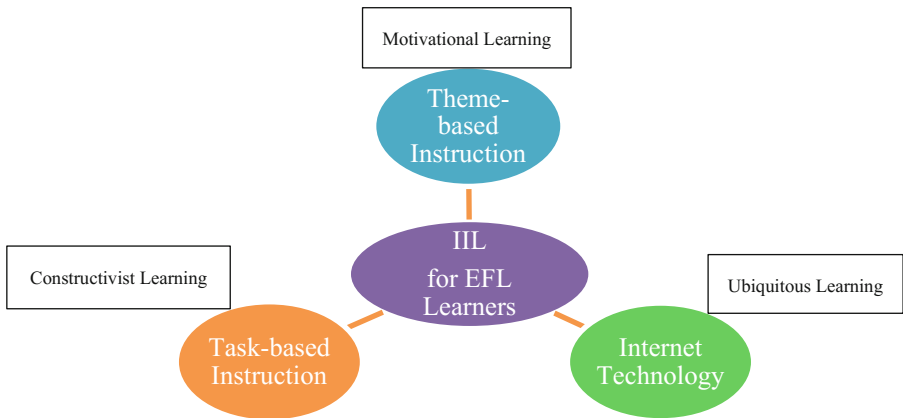 Motivational Learning
Theme-
based
Instruction
IIL
for EFL
Learners
Constructivist Learning
Ubiquitous Learning
Task-based
Instruction
Internet
Technology